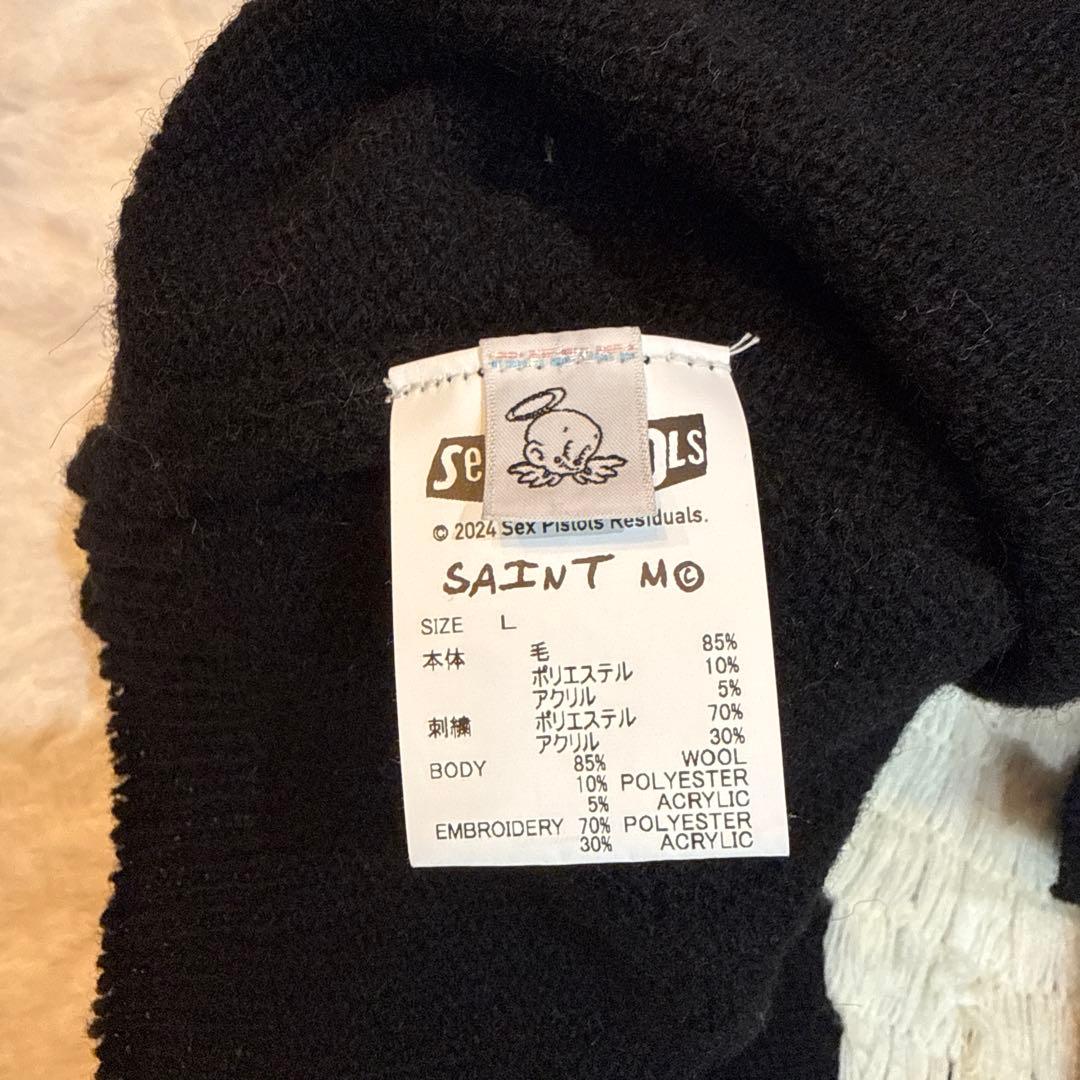 Se OLS
© 2024 Sex Pistols Residuals.
SAINT M©
SIZE L
本体 毛 85%
ポリエステル 10%
アクリル 5%
刺繍 ポリエステル 70%
アクリル 30%
BODY 85% WOOL
10% POLYESTER
5% ACRYLIC
EMBROIDERY 70% POLYESTER
30% ACRYLIC